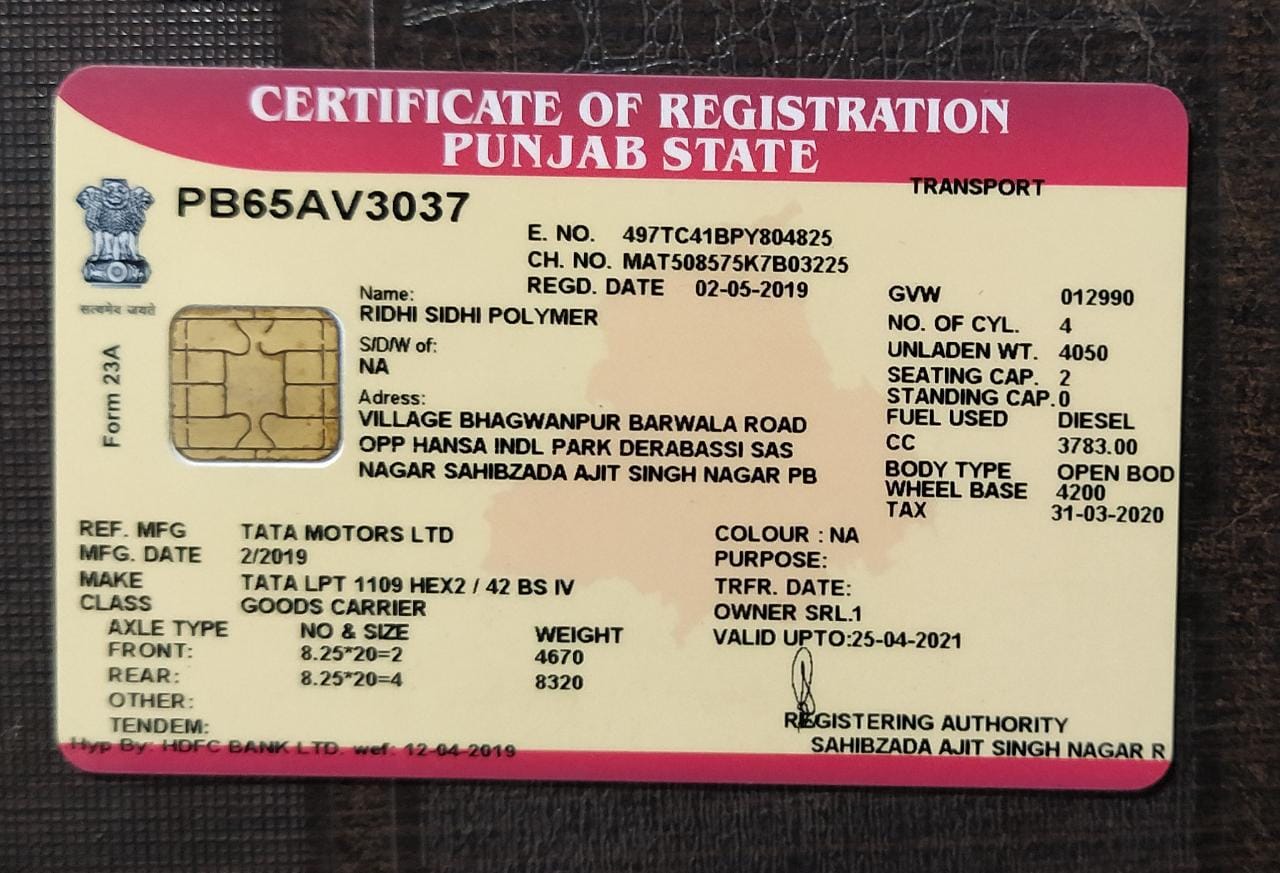 CERTIFICATE OF REGISTRATION
PUNJAB STATE
TRANSPORT
PB65AV3037
E. NO. 497TC41BPY804825
CH. NO. MAT508575K7B03225
REGD. DATE 02-05-2019
सत्यमेव जयते
Form 23A
Name:
RIDHI SIDHI POLYMER
S/D/W of:
NA
Adress:
VILLAGE BHAGWANPUR BARWALA ROAD
OPP HANSA INDL PARK DERABASSI SAS
NAGAR SAHIBZADA AJIT SINGH NAGAR PB
GVW 012990
NO. OF CYL. 4
UNLADEN WT. 4050
SEATING CAP. 2
STANDING CAP. 0
FUEL USED DIESEL
CC 3783.00
BODY TYPE OPEN BOD
WHEEL BASE 4200
TAX 31-03-2020
REF. MFG TATA MOTORS LTD
MFG. DATE 2/2019
MAKE TATA LPT 1109 HEX2 / 42 BS IV
CLASS GOODS CARRIER
AXLE TYPE NO & SIZE WEIGHT
FRONT: 8.25*20=2 4670
REAR: 8.25*20=4 8320
OTHER:
TENDEM:
Hyp By: HDFC BANK LTD. wef: 12-04-2019
COLOUR : NA
PURPOSE:
TRFR. DATE:
OWNER SRL.1
VALID UPTO:25-04-2021
REGISTERING AUTHORITY
SAHIBZADA AJIT SINGH NAGAR R